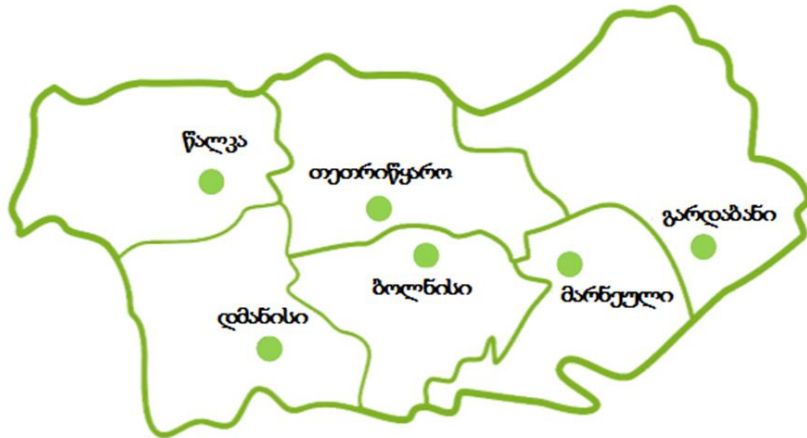 წალკა
თეთრიწყარო
გარდაბანი
ბოლნისი
მარნეული
დმანისი